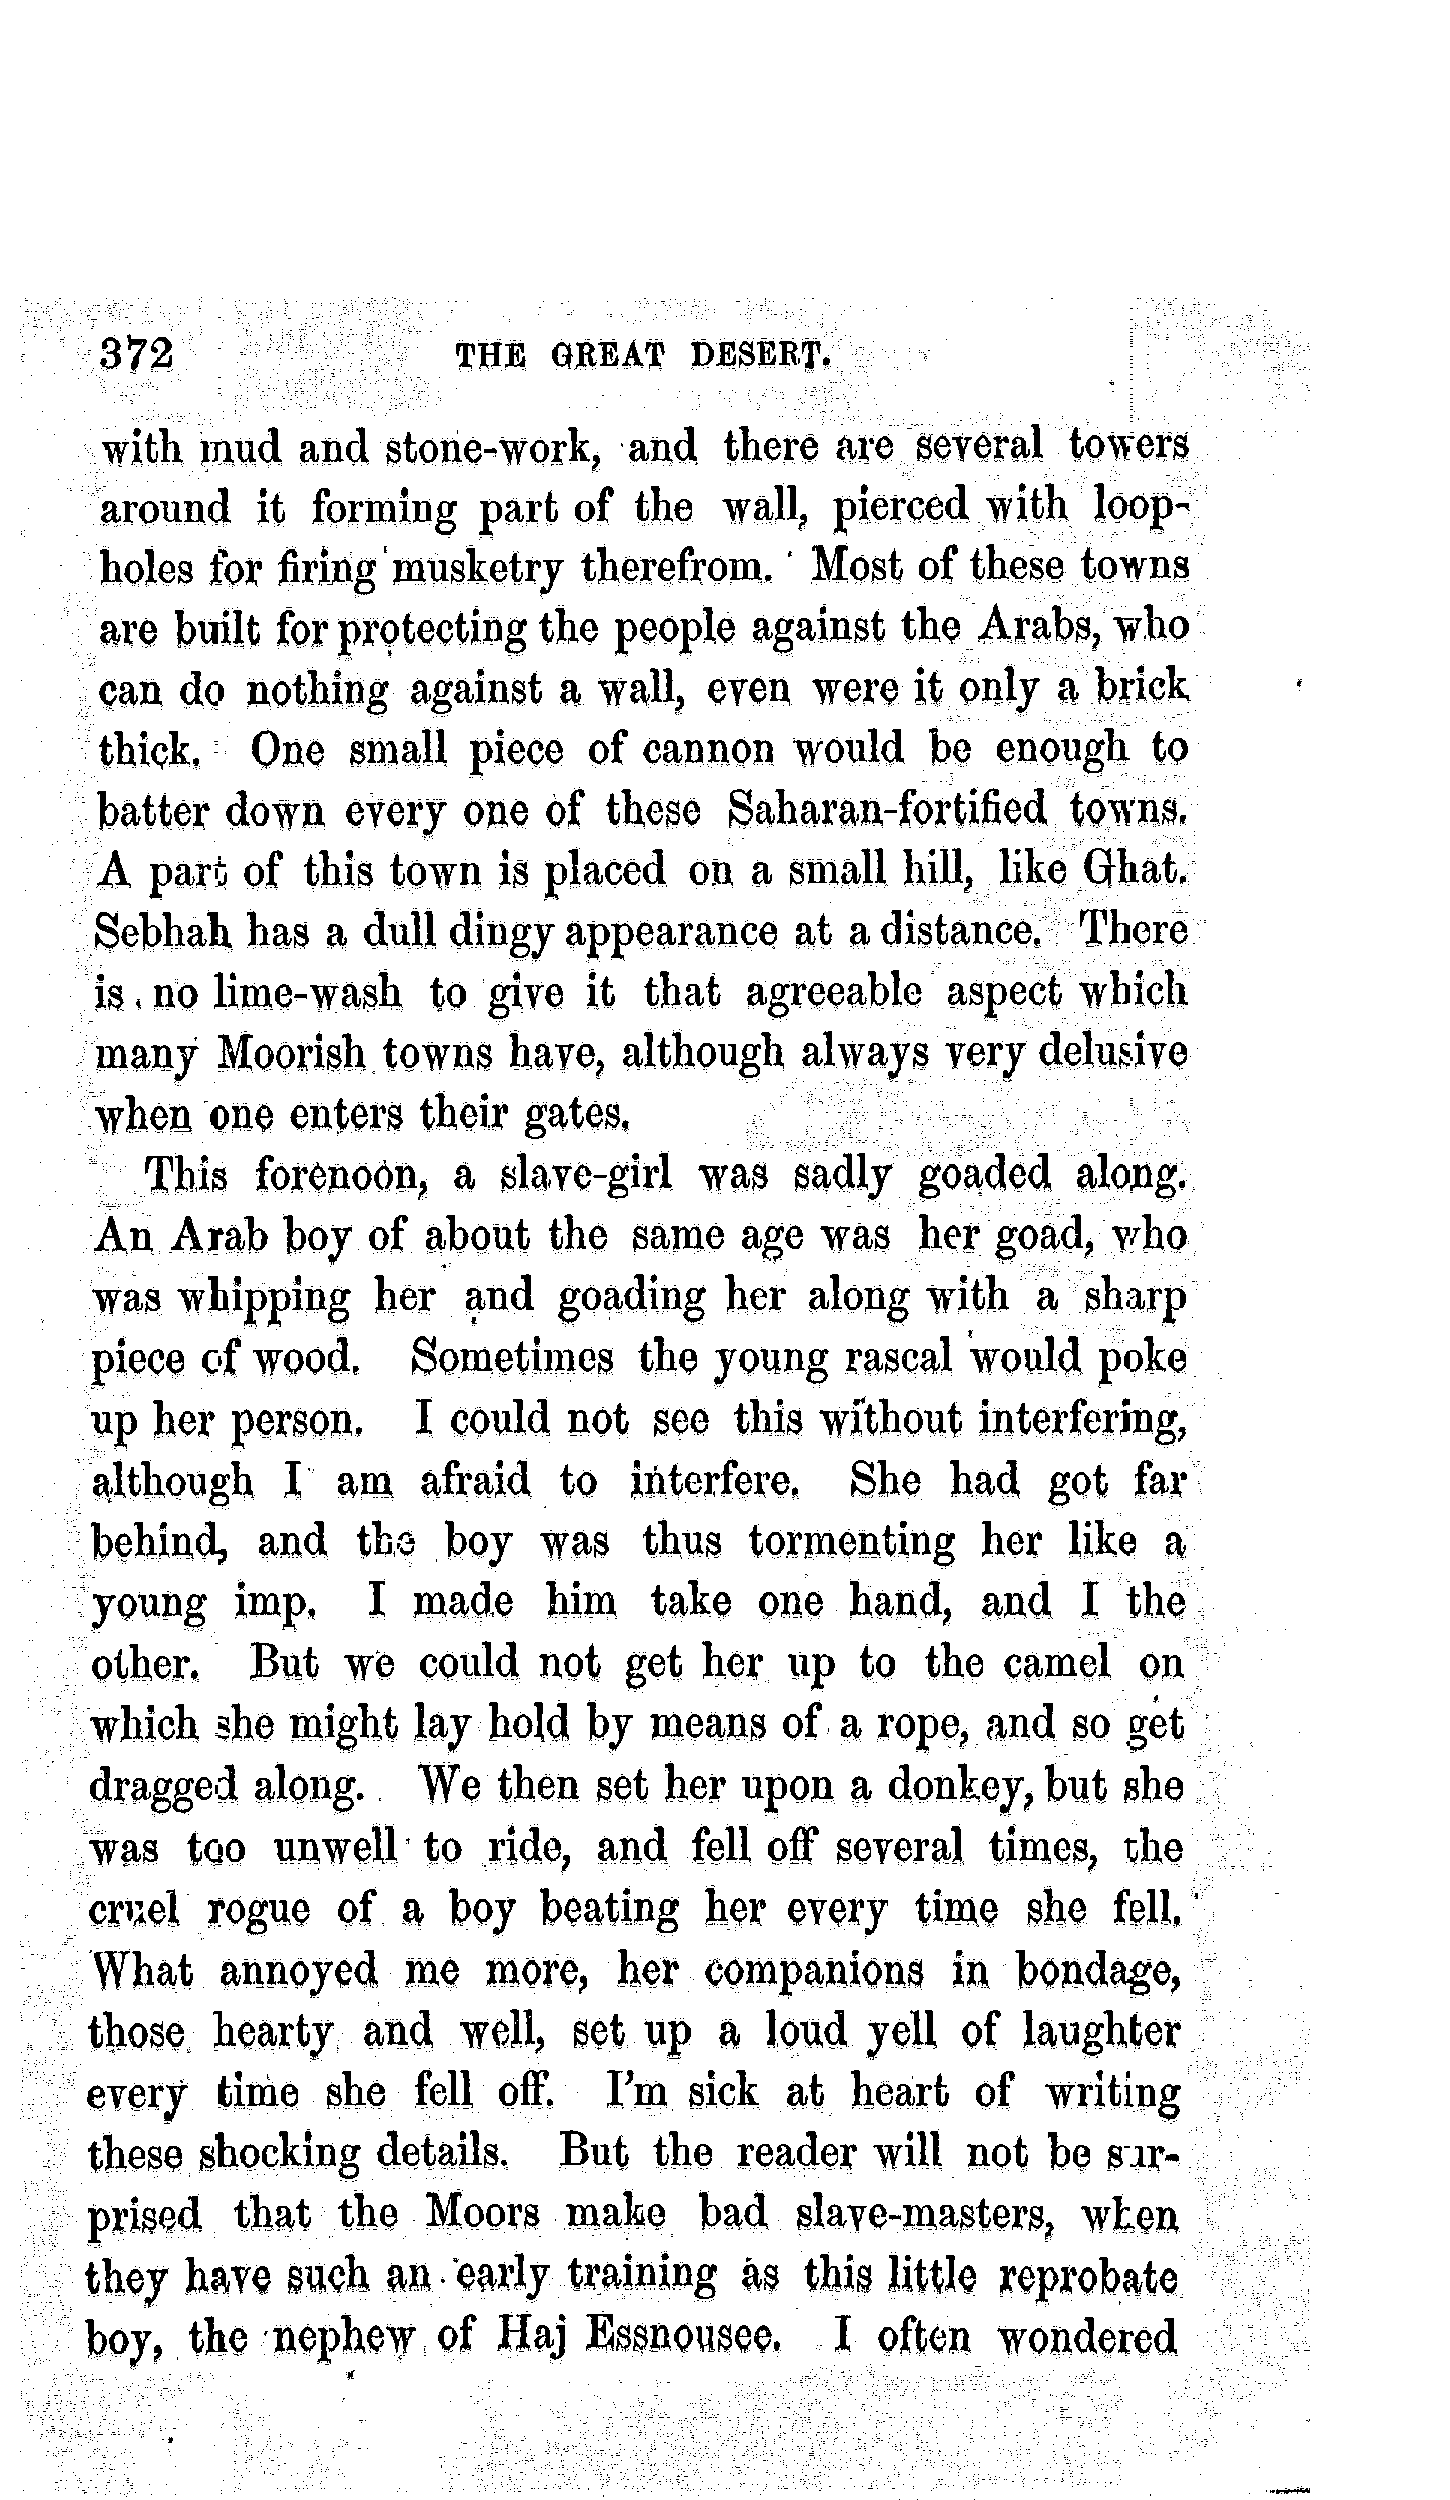 372 THE GREAT DESERT.
with mud and stone-work, and there are several towers
around it forming part of the wall, pierced with loop-
holes for firing musketry therefrom. Most of these towns
are built for protecting the people against the Arabs, who
can do nothing against a wall, even were it only a brick
thick. One small piece of cannon would be enough to
batter down every one of these Saharan-fortified towns.
A part of this town is placed on a small hill, like Ghat.
Sebhah has a dull dingy appearance at a distance. There
is no lime-wash to give it that agreeable aspect which
many Moorish towns have, although always very delusive
when one enters their gates.
This forenoon, a slave-girl was sadly goaded along.
An Arab boy of about the same age was her goad, who
was whipping her and goading her along with a sharp
piece of wood. Sometimes the young rascal would poke
up her person. I could not see this without interfering,
although I am afraid to interfere. She had got far
behind, and the boy was thus tormenting her like a
young imp. I made him take one hand, and I the
other. But we could not get her up to the camel on
which she might lay hold by means of a rope, and so get
dragged along. We then set her upon a donkey, but she
was too unwell to ride, and fell off several times, the
cruel rogue of a boy beating her every time she fell.
What annoyed me more, her companions in bondage,
those hearty and well, set up a loud yell of laughter
every time she fell off. I'm sick at heart of writing
these shocking details. But the reader will not be sur-
prised that the Moors make bad slave-masters, when
they have such an early training as this little reprobate
boy, the nephew of Haj Essnousee. I often wondered